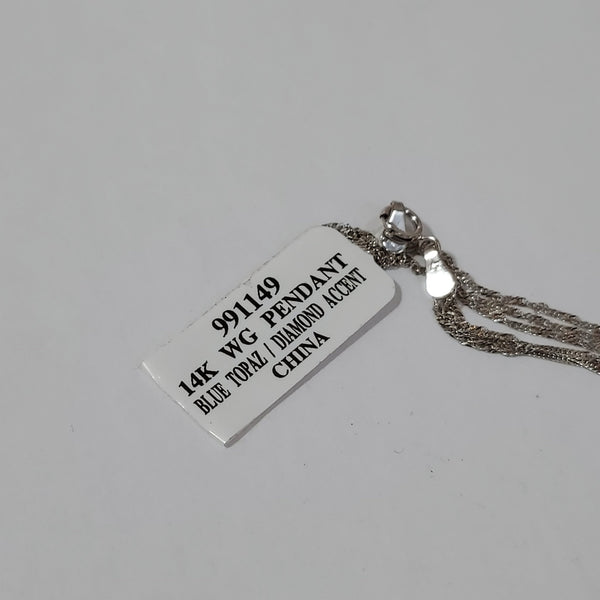 991149
14K WG PENDANT
BLUE TOPAZ / DIAMOND ACCENT
CHINA